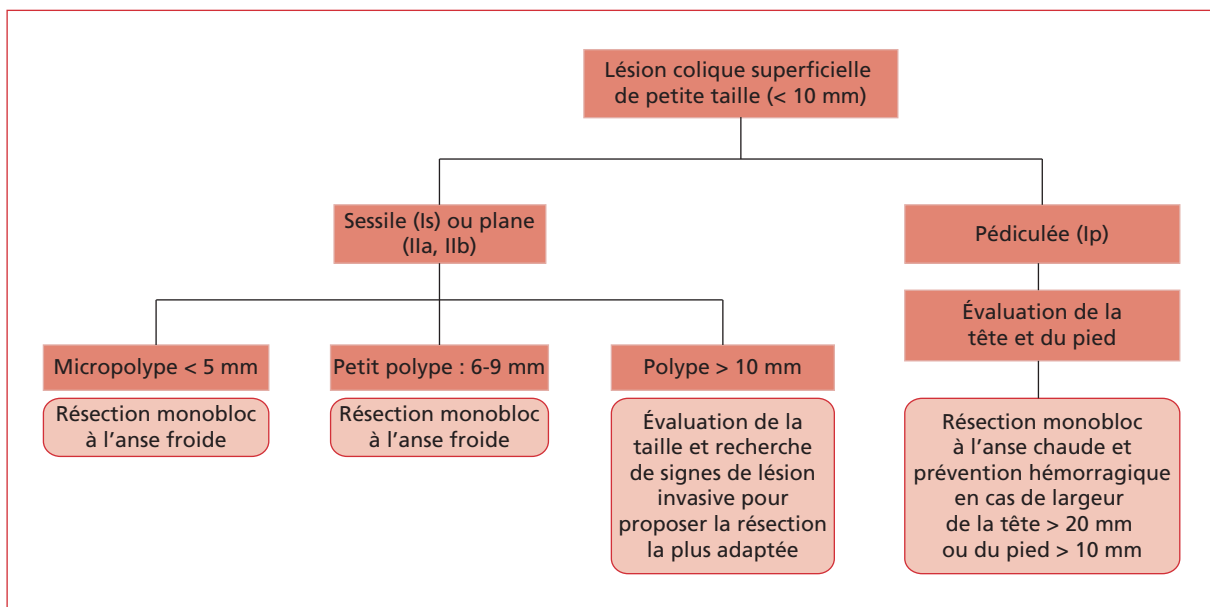 Lésion colique superficielle
de petite taille (< 10 mm)
Sessile (Is) ou plane
(IIa, IIb)
Pédiculée (Ip)
Évaluation de la
tête et du pied
Micropolype < 5 mm
Petit polype : 6-9 mm
Polype > 10 mm
Résection monobloc
à l’anse froide
Résection monobloc
à l’anse froide
Évaluation de la
taille et recherche
de signes de lésion
invasive pour
proposer la résection
la plus adaptée
Résection monobloc
à l’anse chaude et
prévention hémorragique
en cas de largeur
de la tête > 20 mm
ou du pied > 10 mm